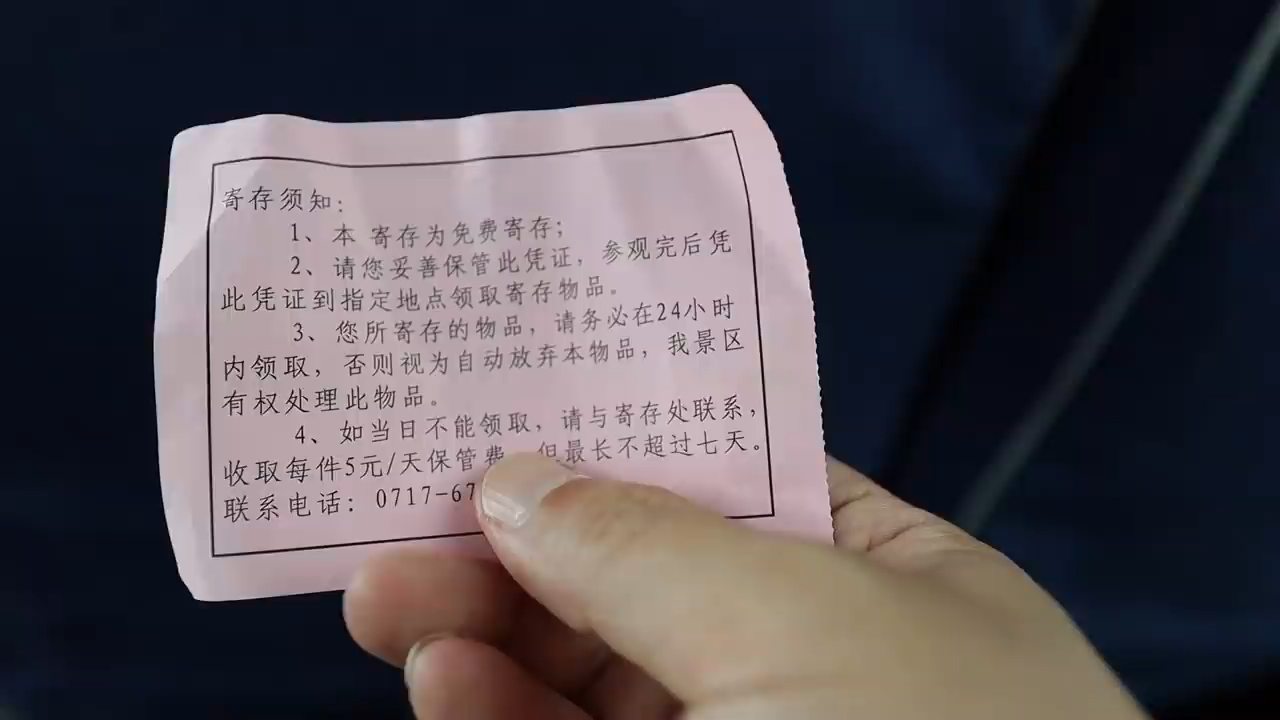 寄存须知：
1、本 寄存为免费寄存；
2、请您妥善保管此凭证，参观完后凭
此凭证到指定地点领取寄存物品。
3、您所寄存的物品，请务必在24小时
内领取，否则视为自动放弃本物品，我景区
有权处理此物品。
4、如当日不能领取，请与寄存处联系，
收取每件5元/天保管费 但最长不超过七天。
联系电话：0717-67